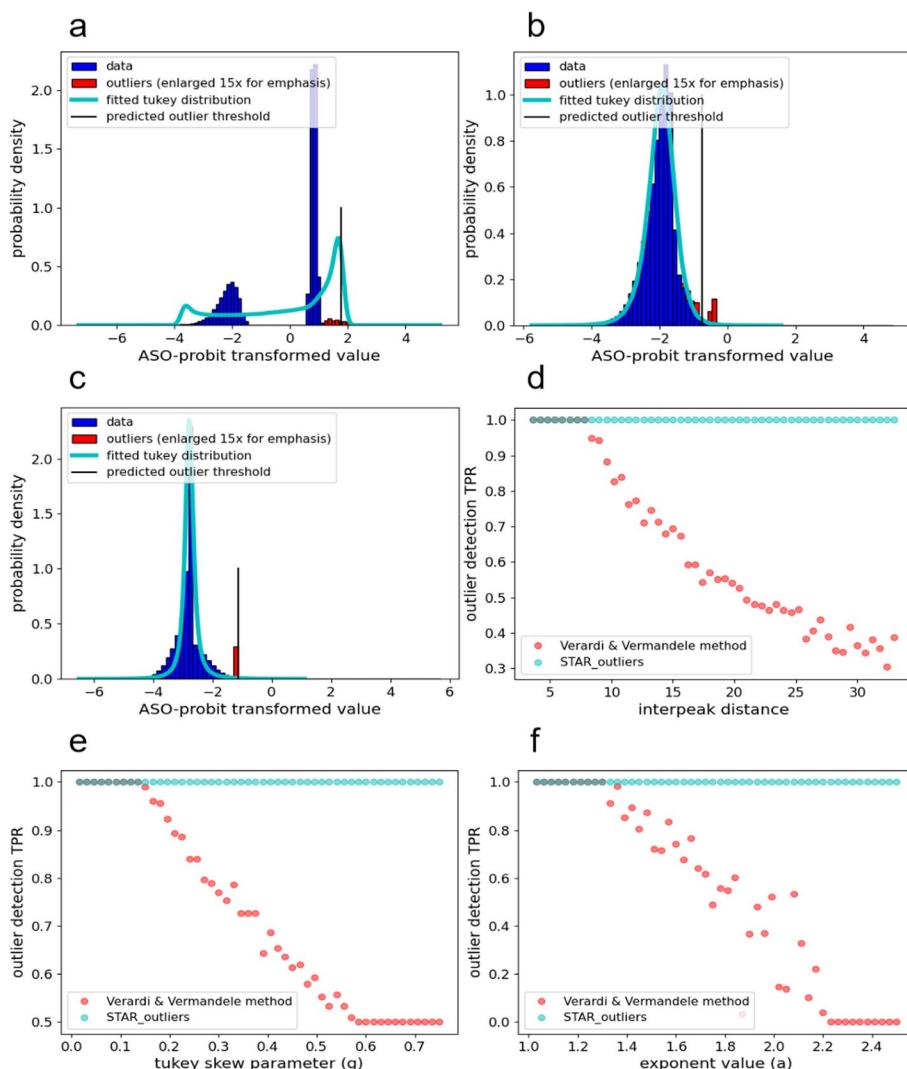 a
data
outliers (enlarged 15x for emphasis)
fitted tukey distribution
predicted outlier threshold
probability density
2.0
1.5
1.0
0.5
0.0
−6 −4 −2 0 2 4
ASO-probit transformed value
b
data
outliers (enlarged 15x for emphasis)
fitted tukey distribution
predicted outlier threshold
probability density
1.0
0.8
0.6
0.4
0.2
0.0
−6 −4 −2 0 2 4
ASO-probit transformed value
c
data
outliers (enlarged 15x for emphasis)
fitted tukey distribution
predicted outlier threshold
probability density
2.0
1.5
1.0
0.5
0.0
−6 −4 −2 0 2 4 6
ASO-probit transformed value
d
outlier detection TPR
1.0
0.9
0.8
0.7
0.6
0.5
0.4
0.3
Verardi & Vermandele method
STAR_outliers
5 10 15 20 25 30
interpeak distance
e
outlier detection TPR
1.0
0.9
0.8
0.7
0.6
0.5
Verardi & Vermandele method
STAR_outliers
0.0 0.1 0.2 0.3 0.4 0.5 0.6 0.7
tukey skew parameter (g)
f
outlier detection TPR
1.0
0.8
0.6
0.4
0.2
0.0
Verardi & Vermandele method
STAR_outliers
1.0 1.2 1.4 1.6 1.8 2.0 2.2 2.4
exponent value (a)